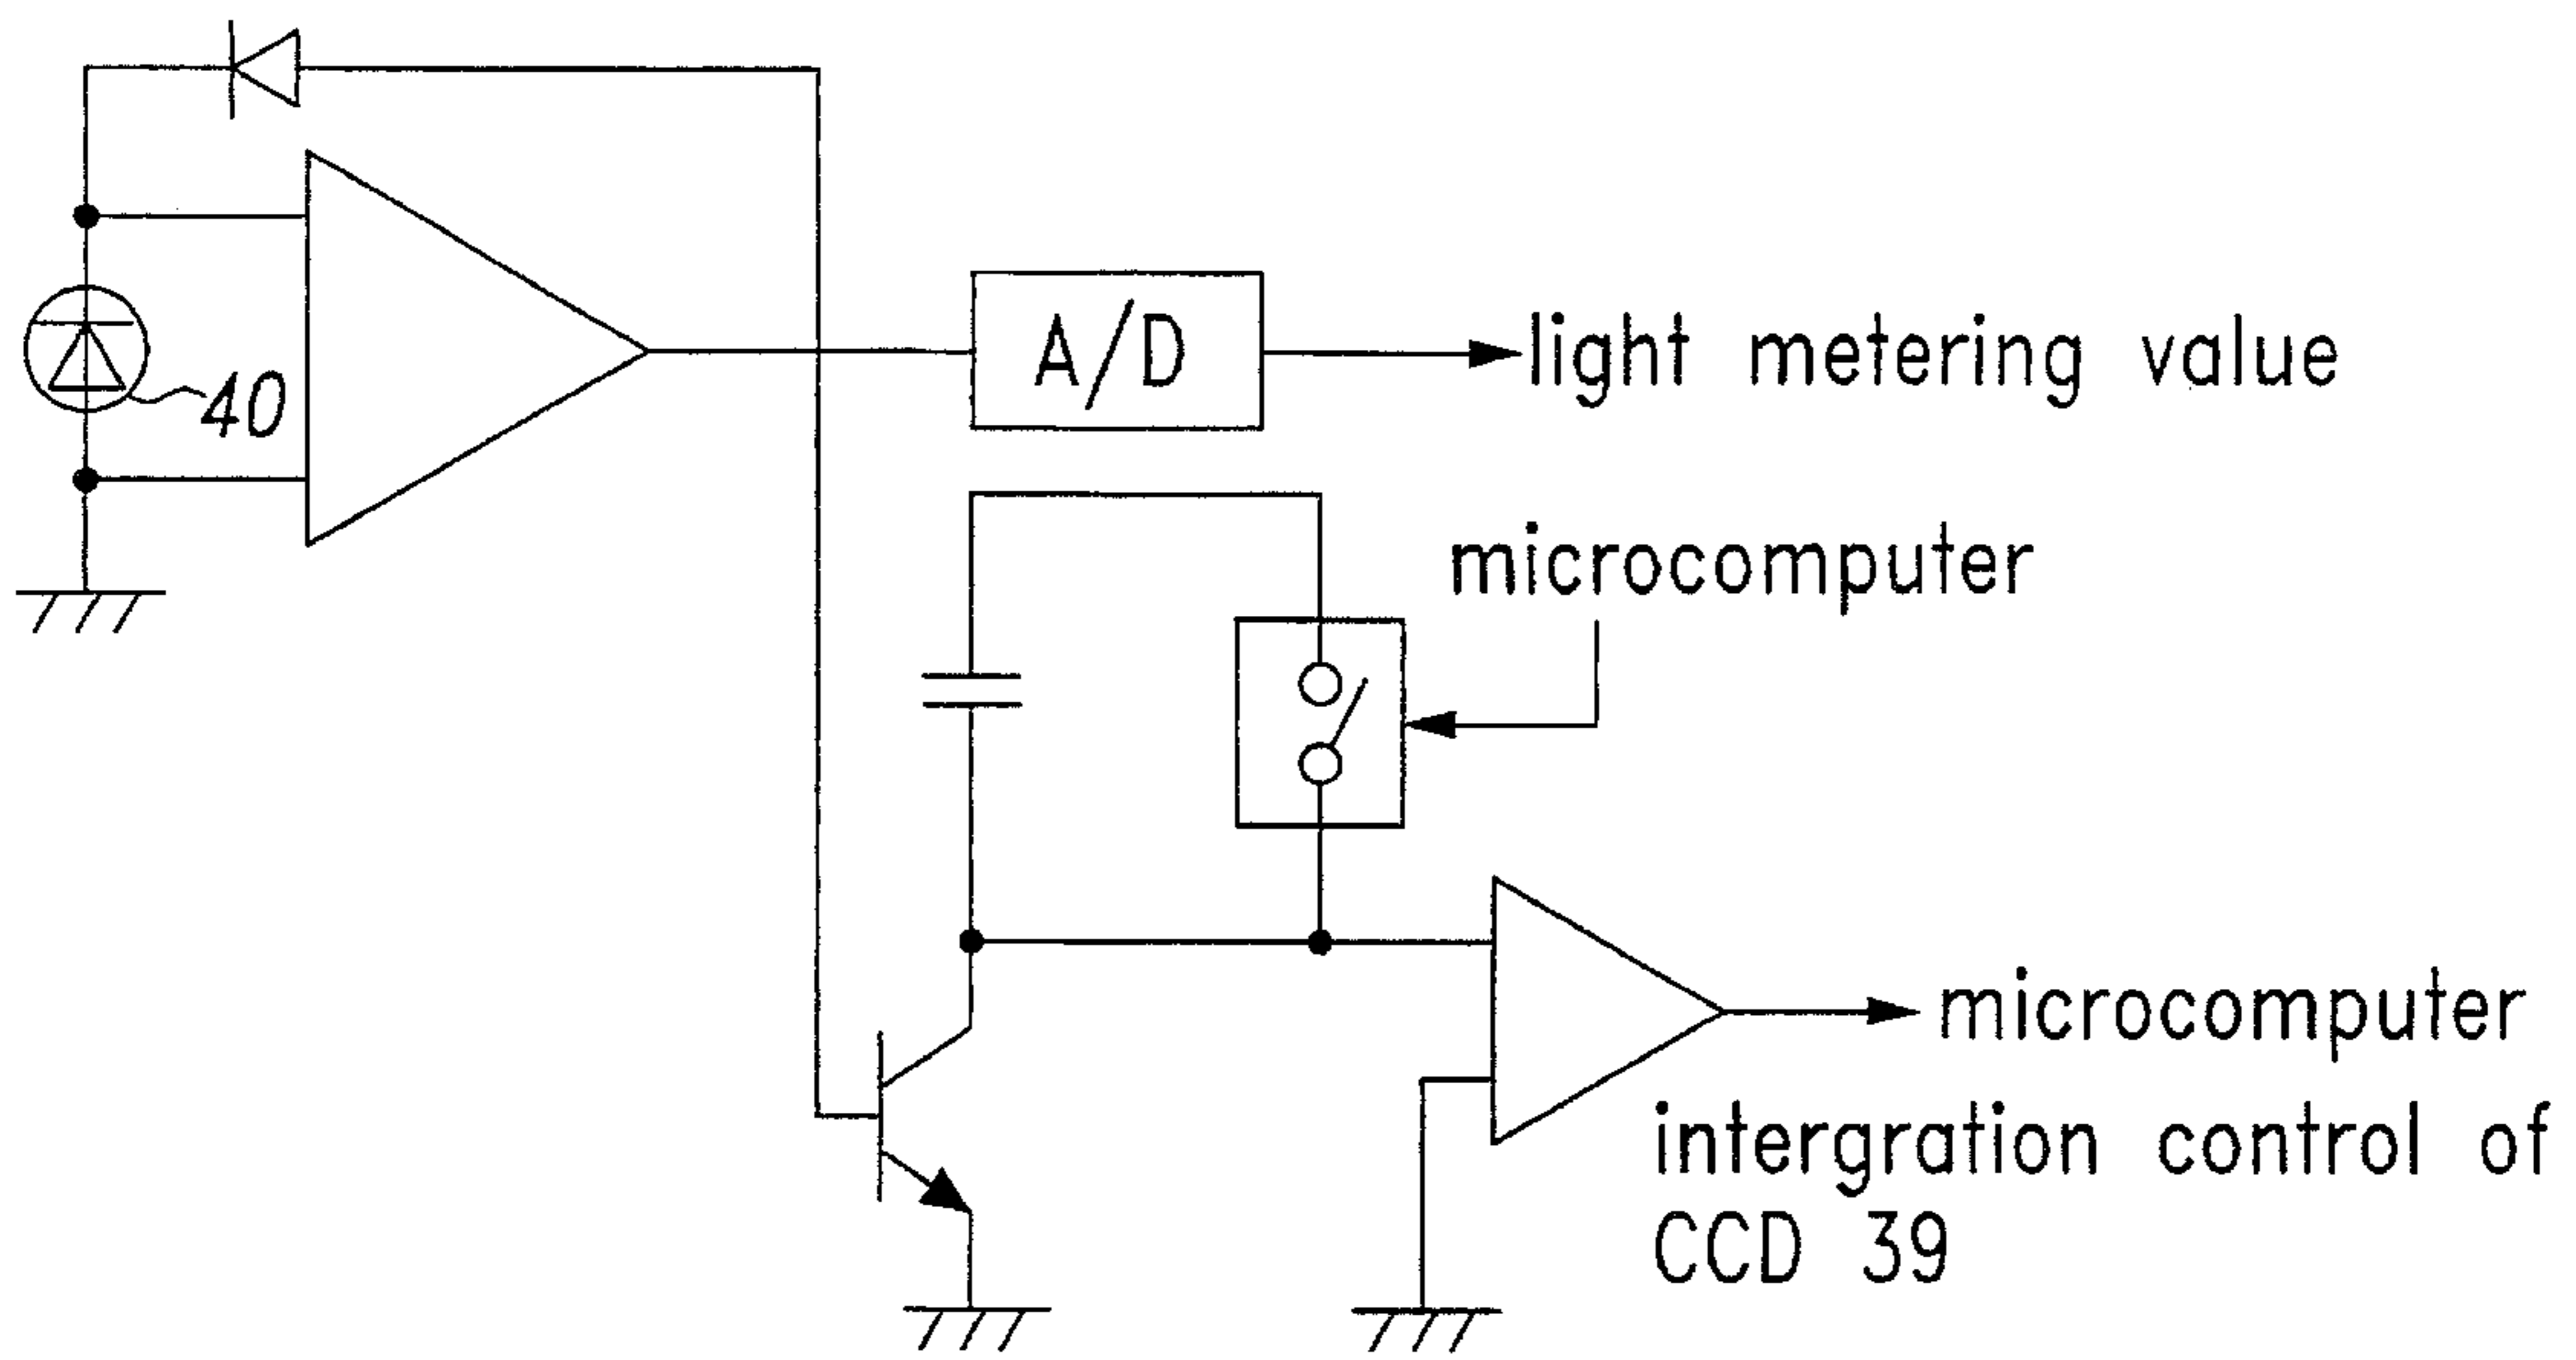 A/D
light metering value
40
microcomputer
microcomputer
intergration control of
CCD 39